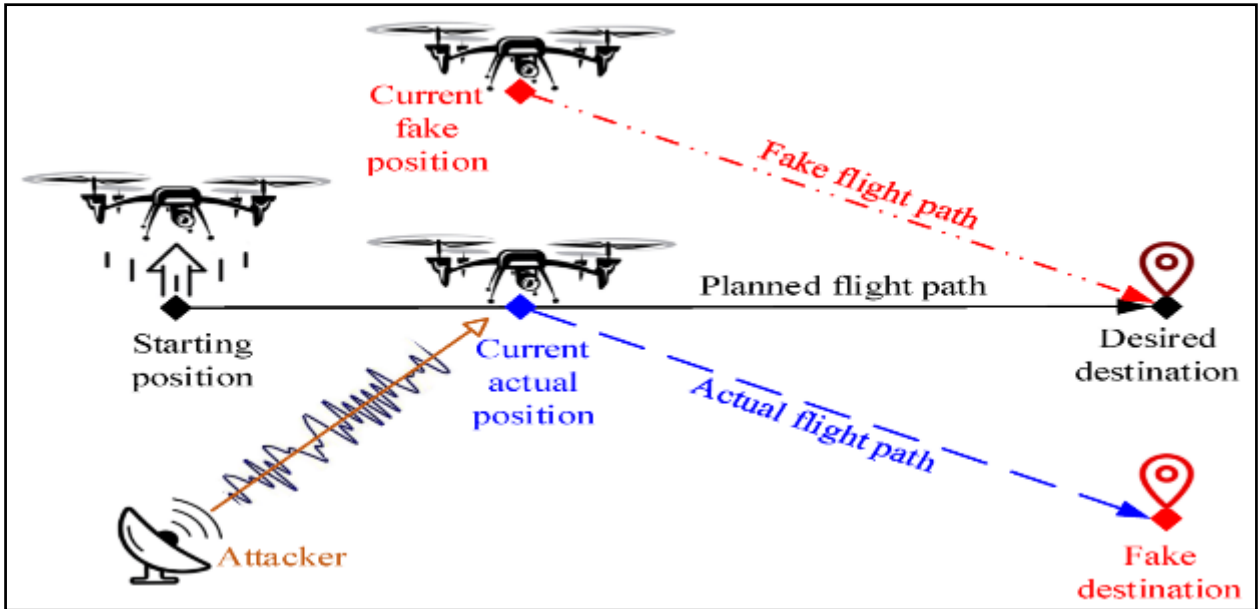 Current
fake
position
Fake flight path
Planned flight path
Starting
position
Current
actual
position
Desired
destination
Actual flight path
Attacker
Fake
destination